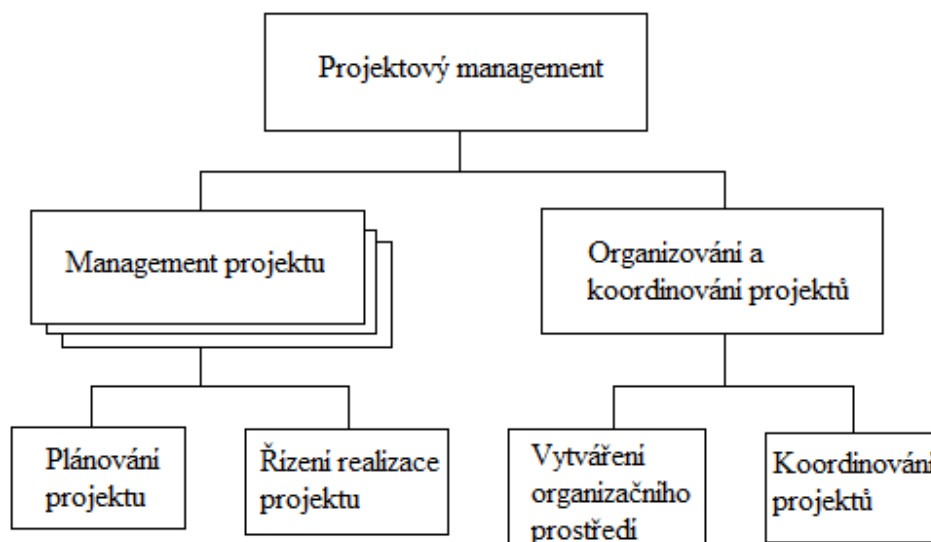 Projektový management
Management projektu
Organizování a
koordinování projektů
Plánování
projektu
Řízení realizace
projektu
Vytváření
organizačního
prostředí
Koordinování
projektů